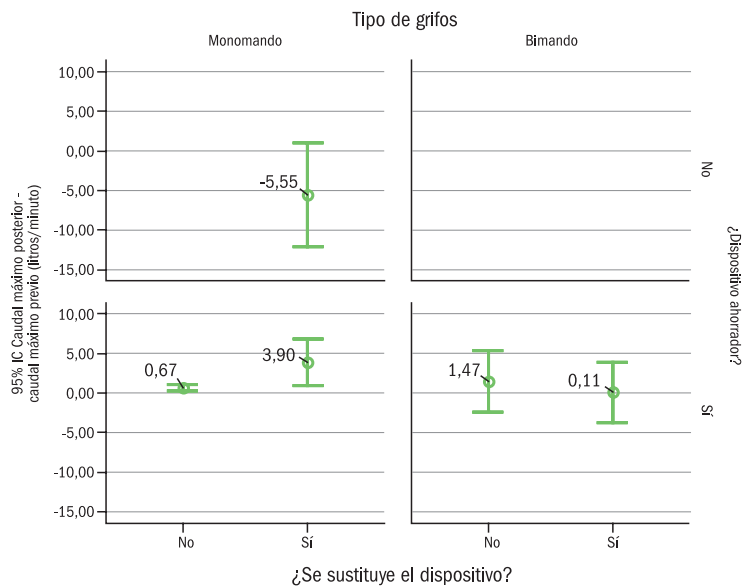 Tipo de grifos
Monomando
Bimando
95% IC Caudal máximo posterior -
caudal máximo previo (litros/minuto)
10,00
5,00
0,00
-5,00
-10,00
-15,00
-5,55
No
10,00
5,00
0,00
-5,00
-10,00
-15,00
0,67
3,90
1,47
0,11
Sí
¿Dispositivo ahorrador?
No
Sí
No
Sí
¿Se sustituye el dispositivo?